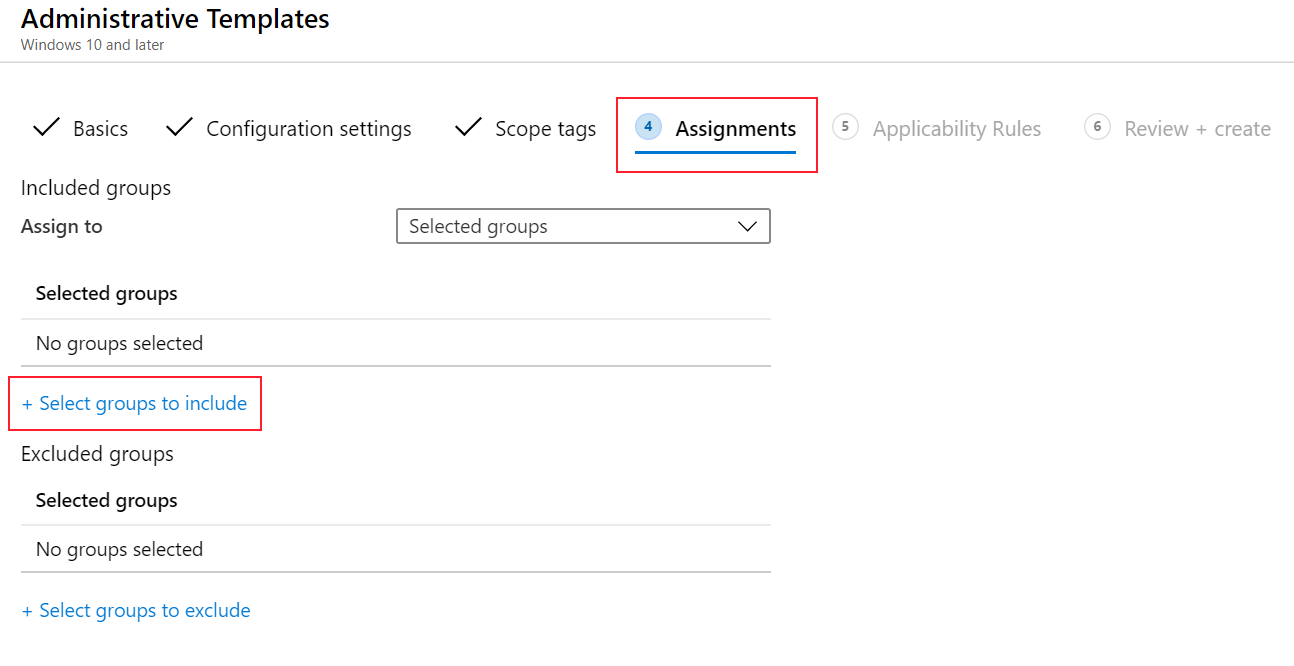 Administrative Templates
Windows 10 and later
Basics Configuration settings Scope tags 4 Assignments 5 Applicability Rules 6 Review + create
Included groups
Assign to Selected groups
Selected groups
No groups selected
+ Select groups to include
Excluded groups
Selected groups
No groups selected
+ Select groups to exclude